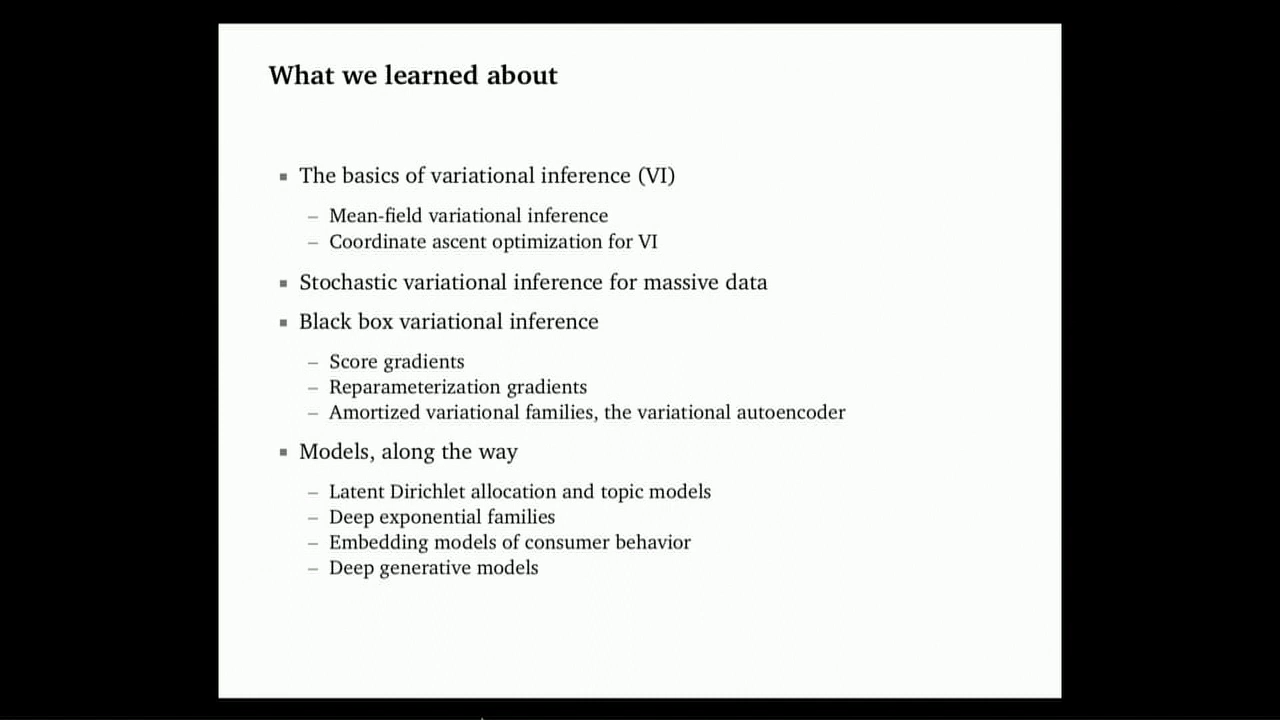 What we learned about
▪ The basics of variational inference (VI)
– Mean-field variational inference
– Coordinate ascent optimization for VI
▪ Stochastic variational inference for massive data
▪ Black box variational inference
– Score gradients
– Reparameterization gradients
– Amortized variational families, the variational autoencoder
▪ Models, along the way
– Latent Dirichlet allocation and topic models
– Deep exponential families
– Embedding models of consumer behavior
– Deep generative models